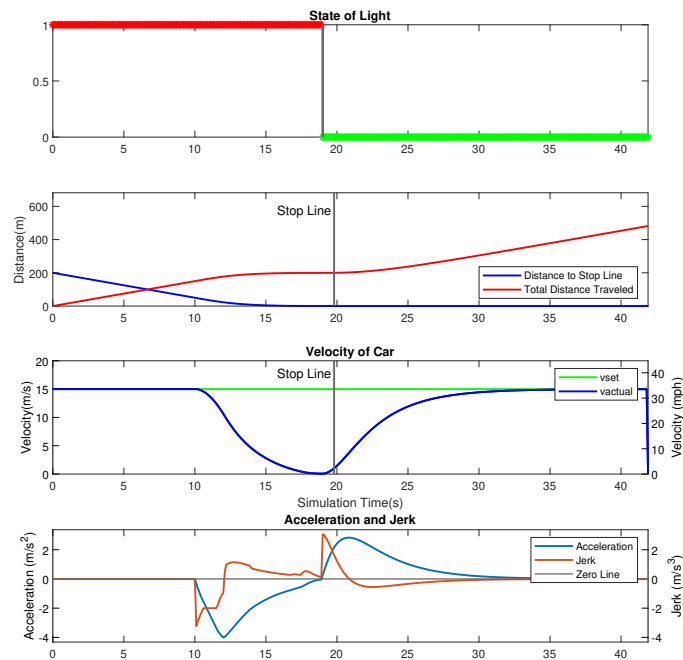 State of Light
1
0.5
0
0 5 10 15 20 25 30 35 40
Distance(m)
600
400
200
0
Stop Line
Distance to Stop Line
Total Distance Traveled
0 5 10 15 20 25 30 35 40
Velocity of Car
Velocity(m/s)
20
15
10
5
0
Stop Line
vset
vactual
40
30
20
10
0
Velocity (mph)
0 5 10 15 20 25 30 35 40
Simulation Time(s)
Acceleration and Jerk
Acceleration (m/s²)
2
0
-2
-4
Acceleration
Jerk
Zero Line
2
0
-2
-4
Jerk (m/s³)
0 5 10 15 20 25 30 35 40